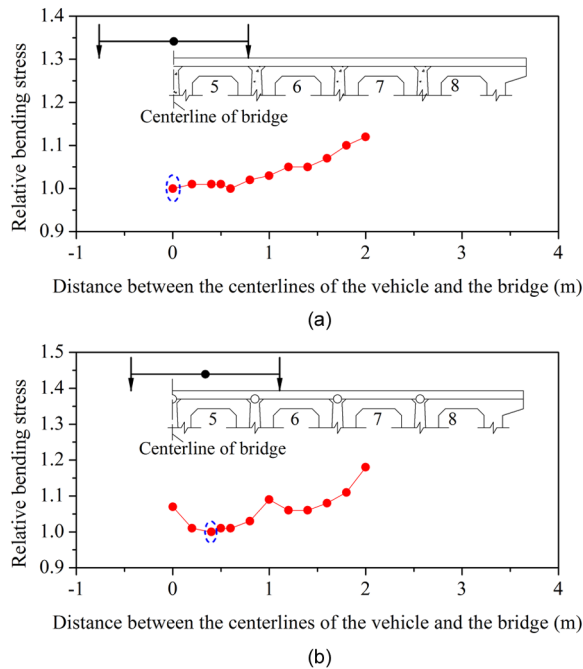 1.4
1.3
1.2
1.1
1.0
0.9
Relative bending stress
5 6 7 8
Centerline of bridge
-1 0 1 2 3 4
Distance between the centerlines of the vehicle and the bridge (m)
(a)
1.5
1.4
1.3
1.2
1.1
1.0
0.9
Relative bending stress
5 6 7 8
Centerline of bridge
-1 0 1 2 3 4
Distance between the centerlines of the vehicle and the bridge (m)
(b)